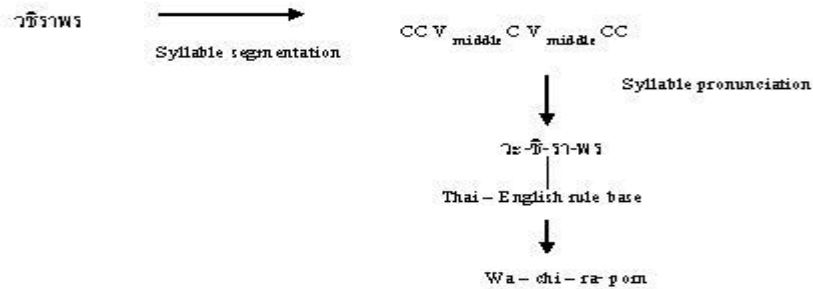 วชิราพร
Syllable segmentation
CC V middle C V middle CC
Syllable pronunciation
วะ-ชิ-รา-พร
Thai – English rule base
Wa – chi – ra- porn